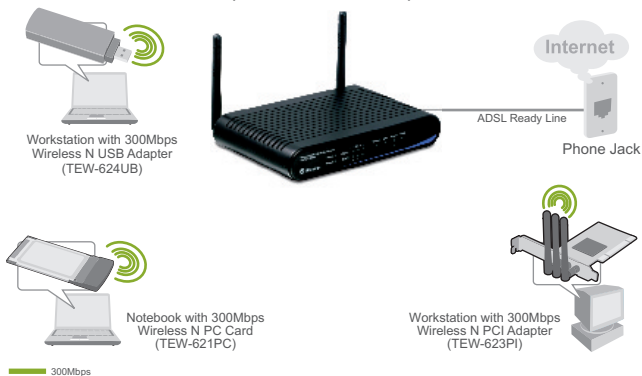 Internet
ADSL Ready Line
Phone Jack
Workstation with 300Mbps
Wireless N USB Adapter
(TEW-624UB)
Notebook with 300Mbps
Wireless N PC Card
(TEW-621PC)
Workstation with 300Mbps
Wireless N PCI Adapter
(TEW-623PI)
300Mbps